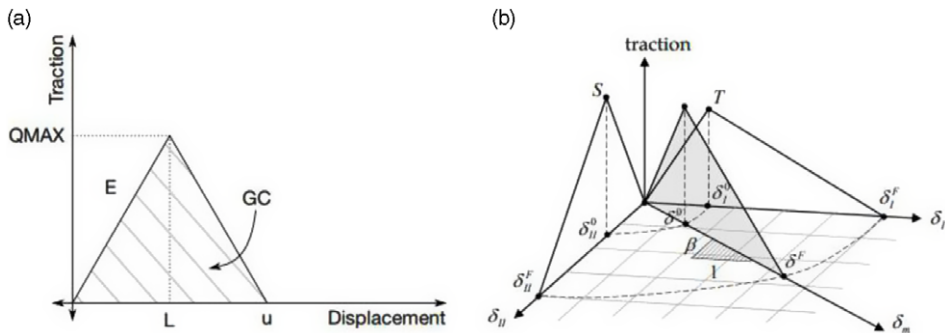 (a)
Traction
QMAX
E
GC
L
u
Displacement
(b)
traction
S
T
δ_I^0
δ^0
δ_II^0
δ_I^F
δ_I
β
1
δ^F
δ_II^F
δ_II
δ_m